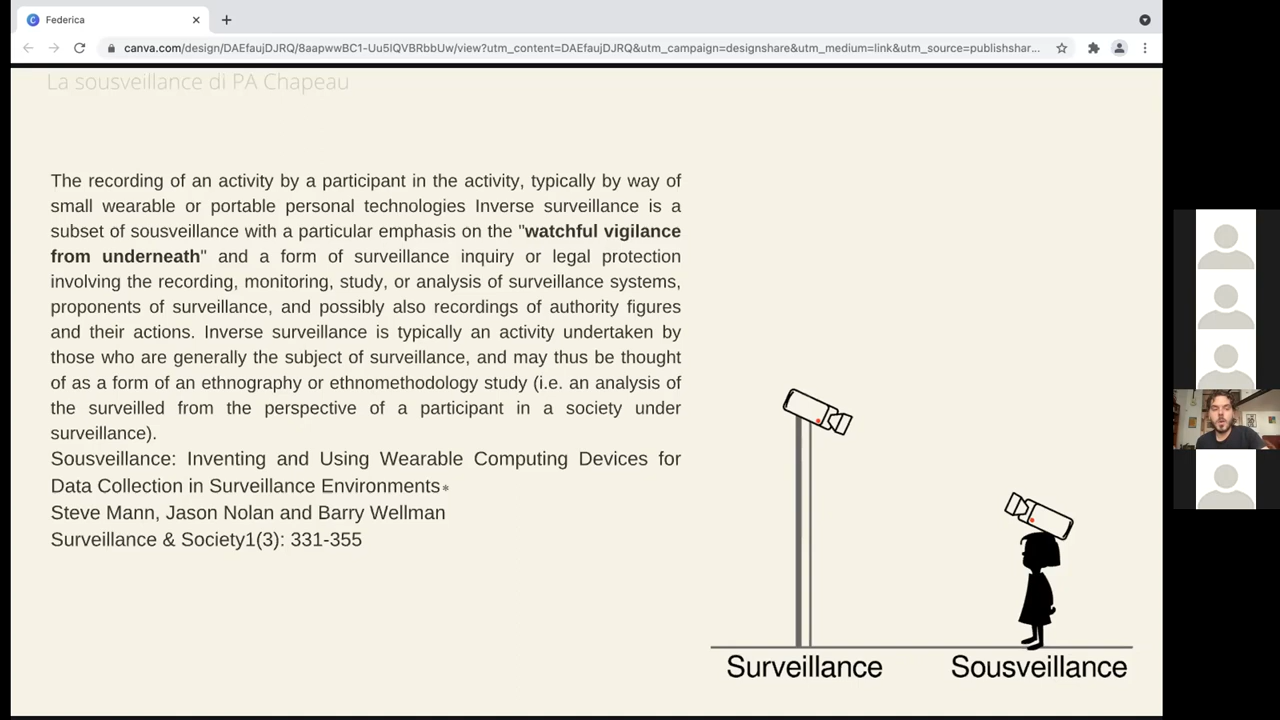 Federica
canva.com/design/DAEfaujDJRQ/8aapwwBC1-Uu5IQVBRbbUw/view?utm_content=DAEfaujDJRQ&utm_campaign=designshare&utm_medium=link&utm_source=publishshar...
La sousveillance di PA Chapeau
The recording of an activity by a participant in the activity, typically by way of
small wearable or portable personal technologies Inverse surveillance is a
subset of sousveillance with a particular emphasis on the "watchful vigilance
from underneath" and a form of surveillance inquiry or legal protection
involving the recording, monitoring, study, or analysis of surveillance systems,
proponents of surveillance, and possibly also recordings of authority figures
and their actions. Inverse surveillance is typically an activity undertaken by
those who are generally the subject of surveillance, and may thus be thought
of as a form of an ethnography or ethnomethodology study (i.e. an analysis of
the surveilled from the perspective of a participant in a society under
surveillance).
Sousveillance: Inventing and Using Wearable Computing Devices for
Data Collection in Surveillance Environments*
Steve Mann, Jason Nolan and Barry Wellman
Surveillance & Society1(3): 331-355
Surveillance
Sousveillance